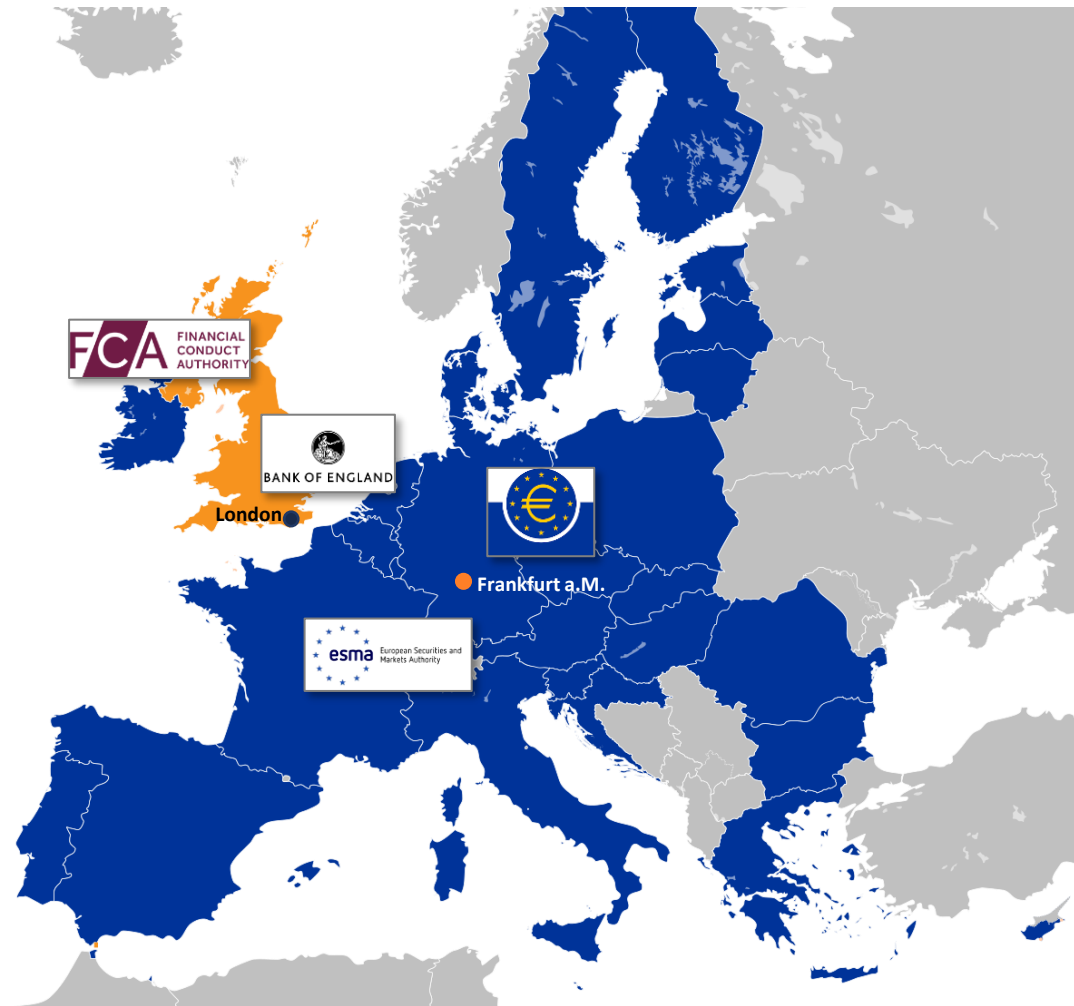 FCA
FINANCIAL
CONDUCT
AUTHORITY
BANK OF ENGLAND
London
€
Frankfurt a.M.
esma
European Securities and
Markets Authority